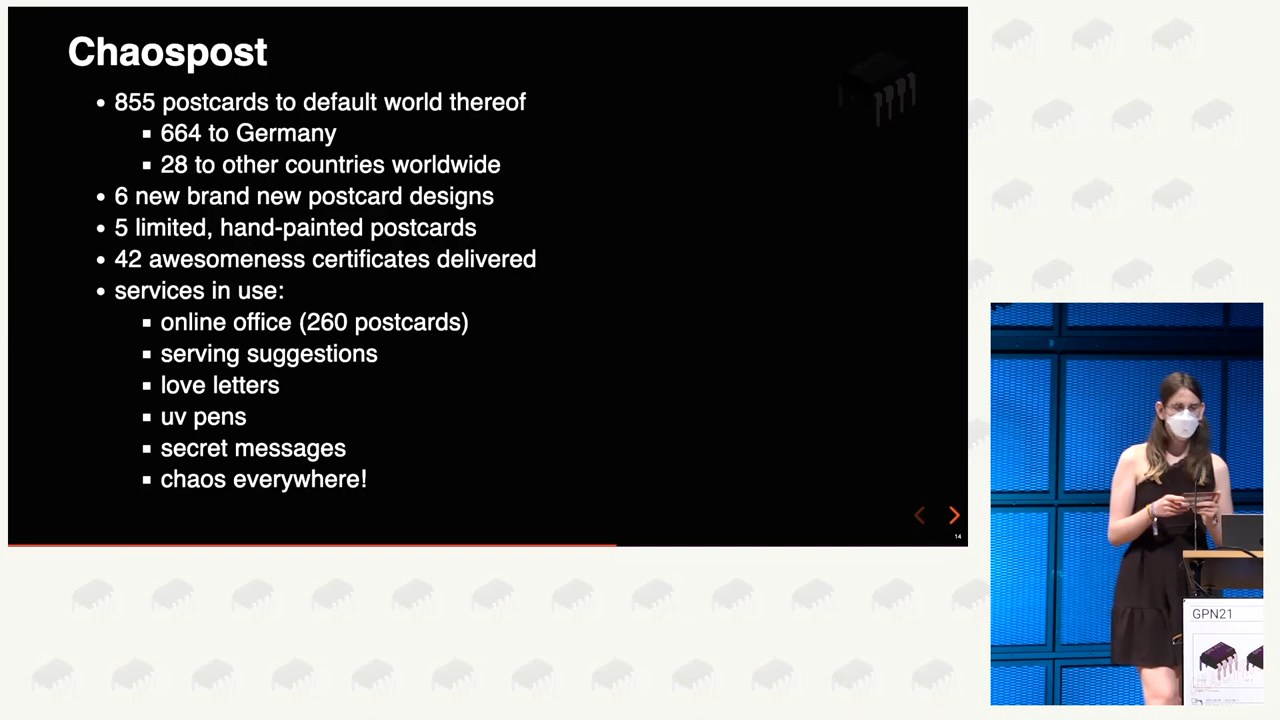 Chaospost
855 postcards to default world thereof
664 to Germany
28 to other countries worldwide
6 new brand new postcard designs
5 limited, hand-painted postcards
42 awesomeness certificates delivered
services in use:
online office (260 postcards)
serving suggestions
love letters
uv pens
secret messages
chaos everywhere!
14
GPN21